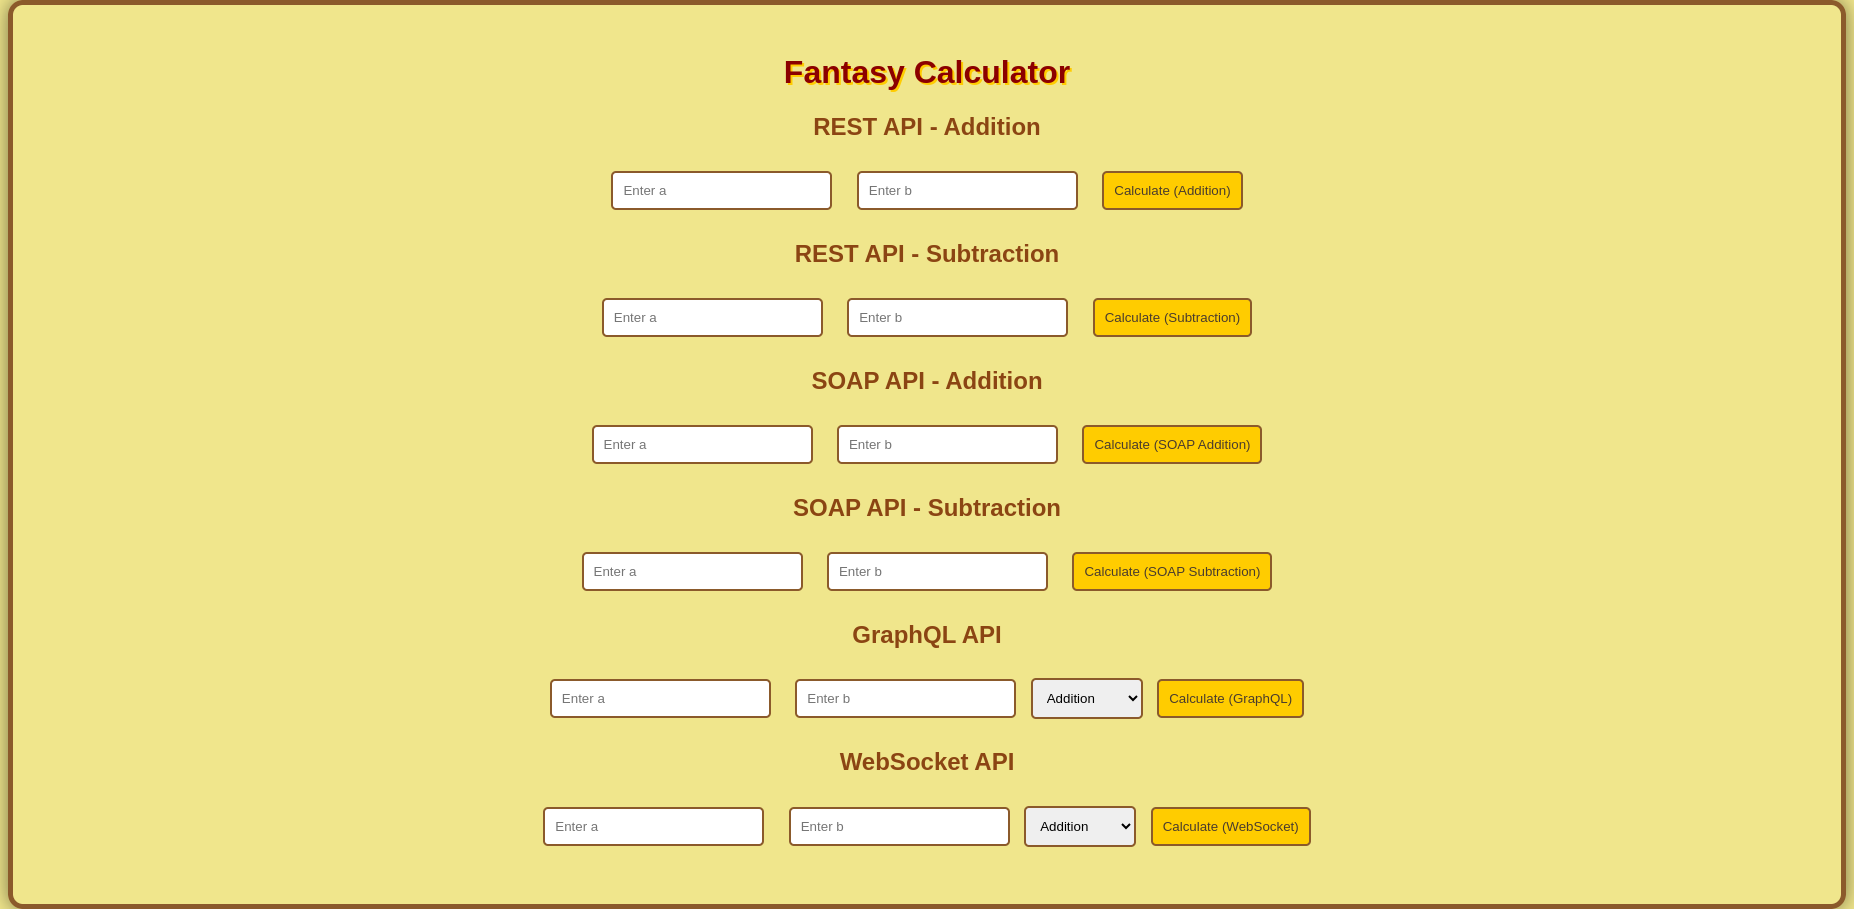 Fantasy Calculator
REST API - Addition
Enter a Enter b Calculate (Addition)
REST API - Subtraction
Enter a Enter b Calculate (Subtraction)
SOAP API - Addition
Enter a Enter b Calculate (SOAP Addition)
SOAP API - Subtraction
Enter a Enter b Calculate (SOAP Subtraction)
GraphQL API
Enter a Enter b Addition Calculate (GraphQL)
WebSocket API
Enter a Enter b Addition Calculate (WebSocket)